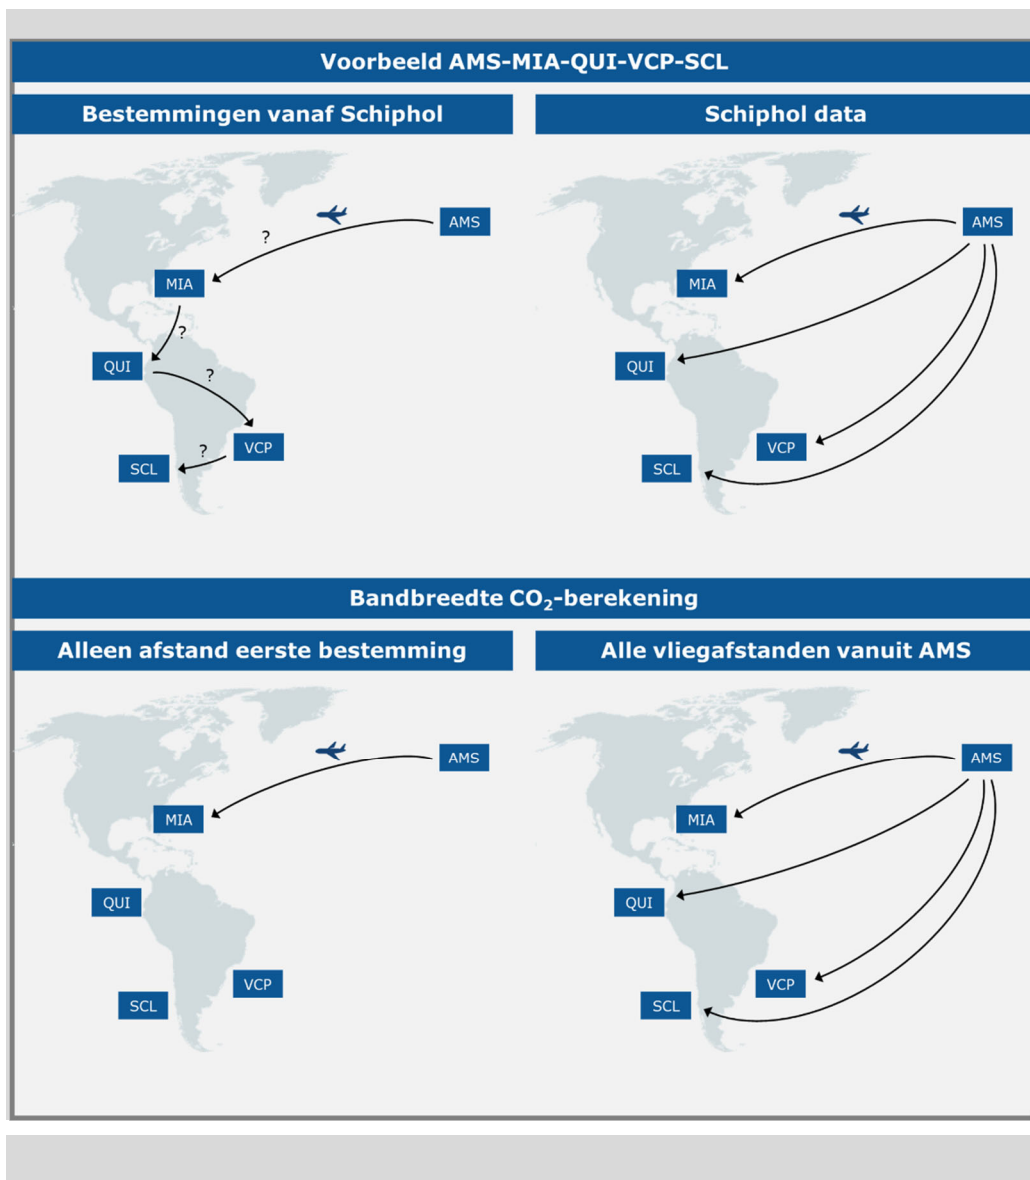 Voorbeeld AMS-MIA-QUI-VCP-SCL
Bestemmingen vanaf Schiphol
AMS
?
MIA
?
QUI
?
VCP
?
SCL
Schiphol data
AMS
MIA
QUI
VCP
SCL
Bandbreedte CO₂-berekening
Alleen afstand eerste bestemming
AMS
MIA
QUI
VCP
SCL
Alle vliegafstanden vanuit AMS
AMS
MIA
QUI
VCP
SCL